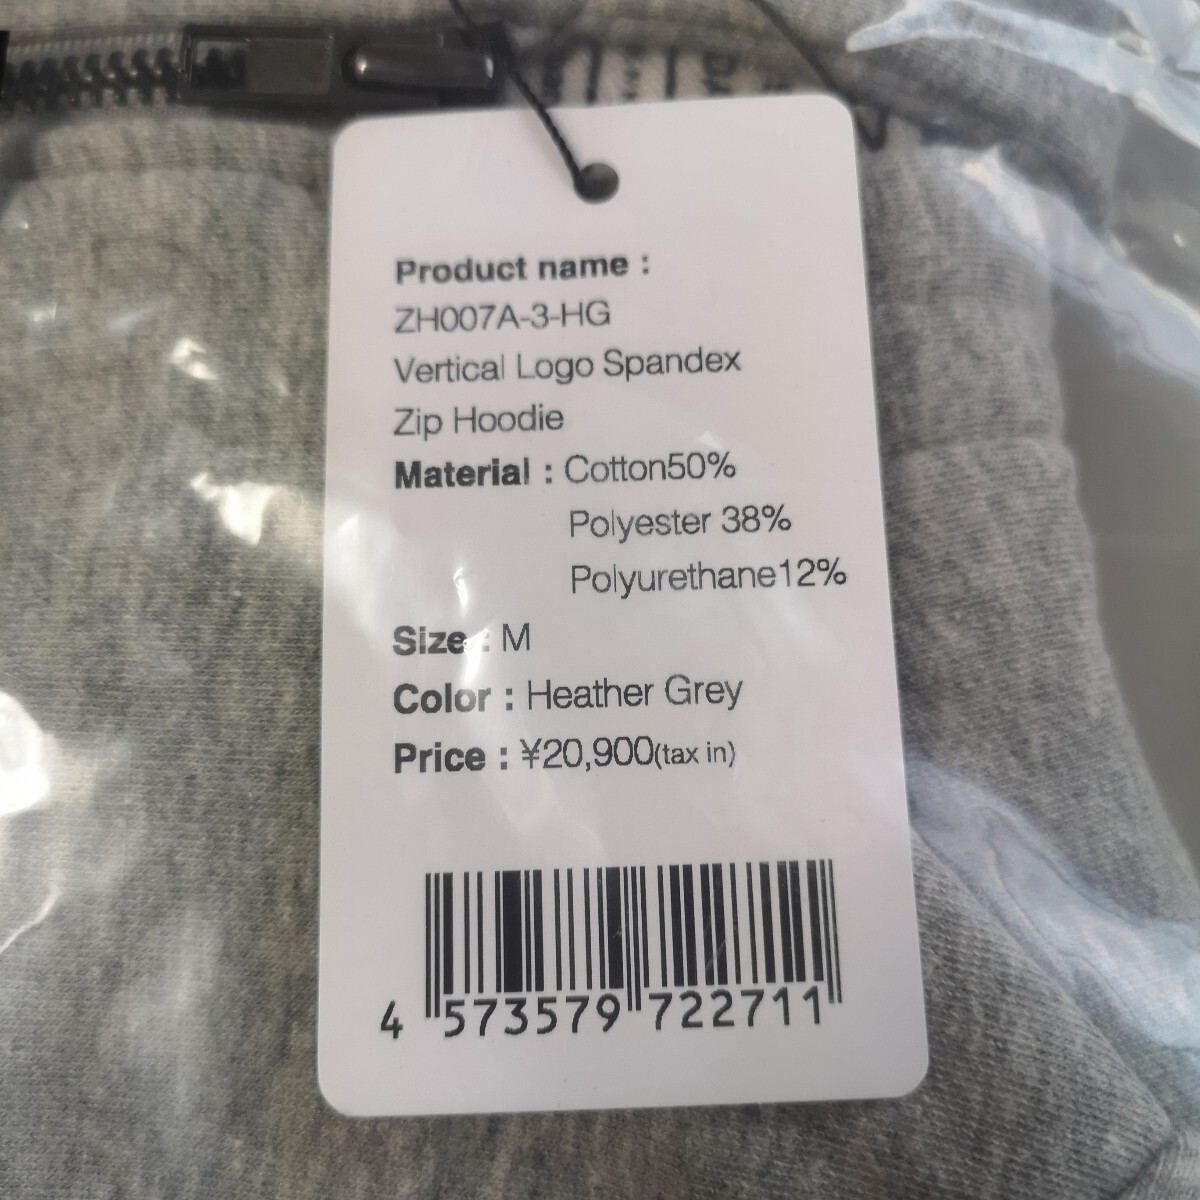 Product name :
ZH007A-3-HG
Vertical Logo Spandex
Zip Hoodie
Material : Cotton50%
Polyester 38%
Polyurethane12%
Size : M
Color : Heather Grey
Price : ¥20,900(tax in)
4 573579 722711